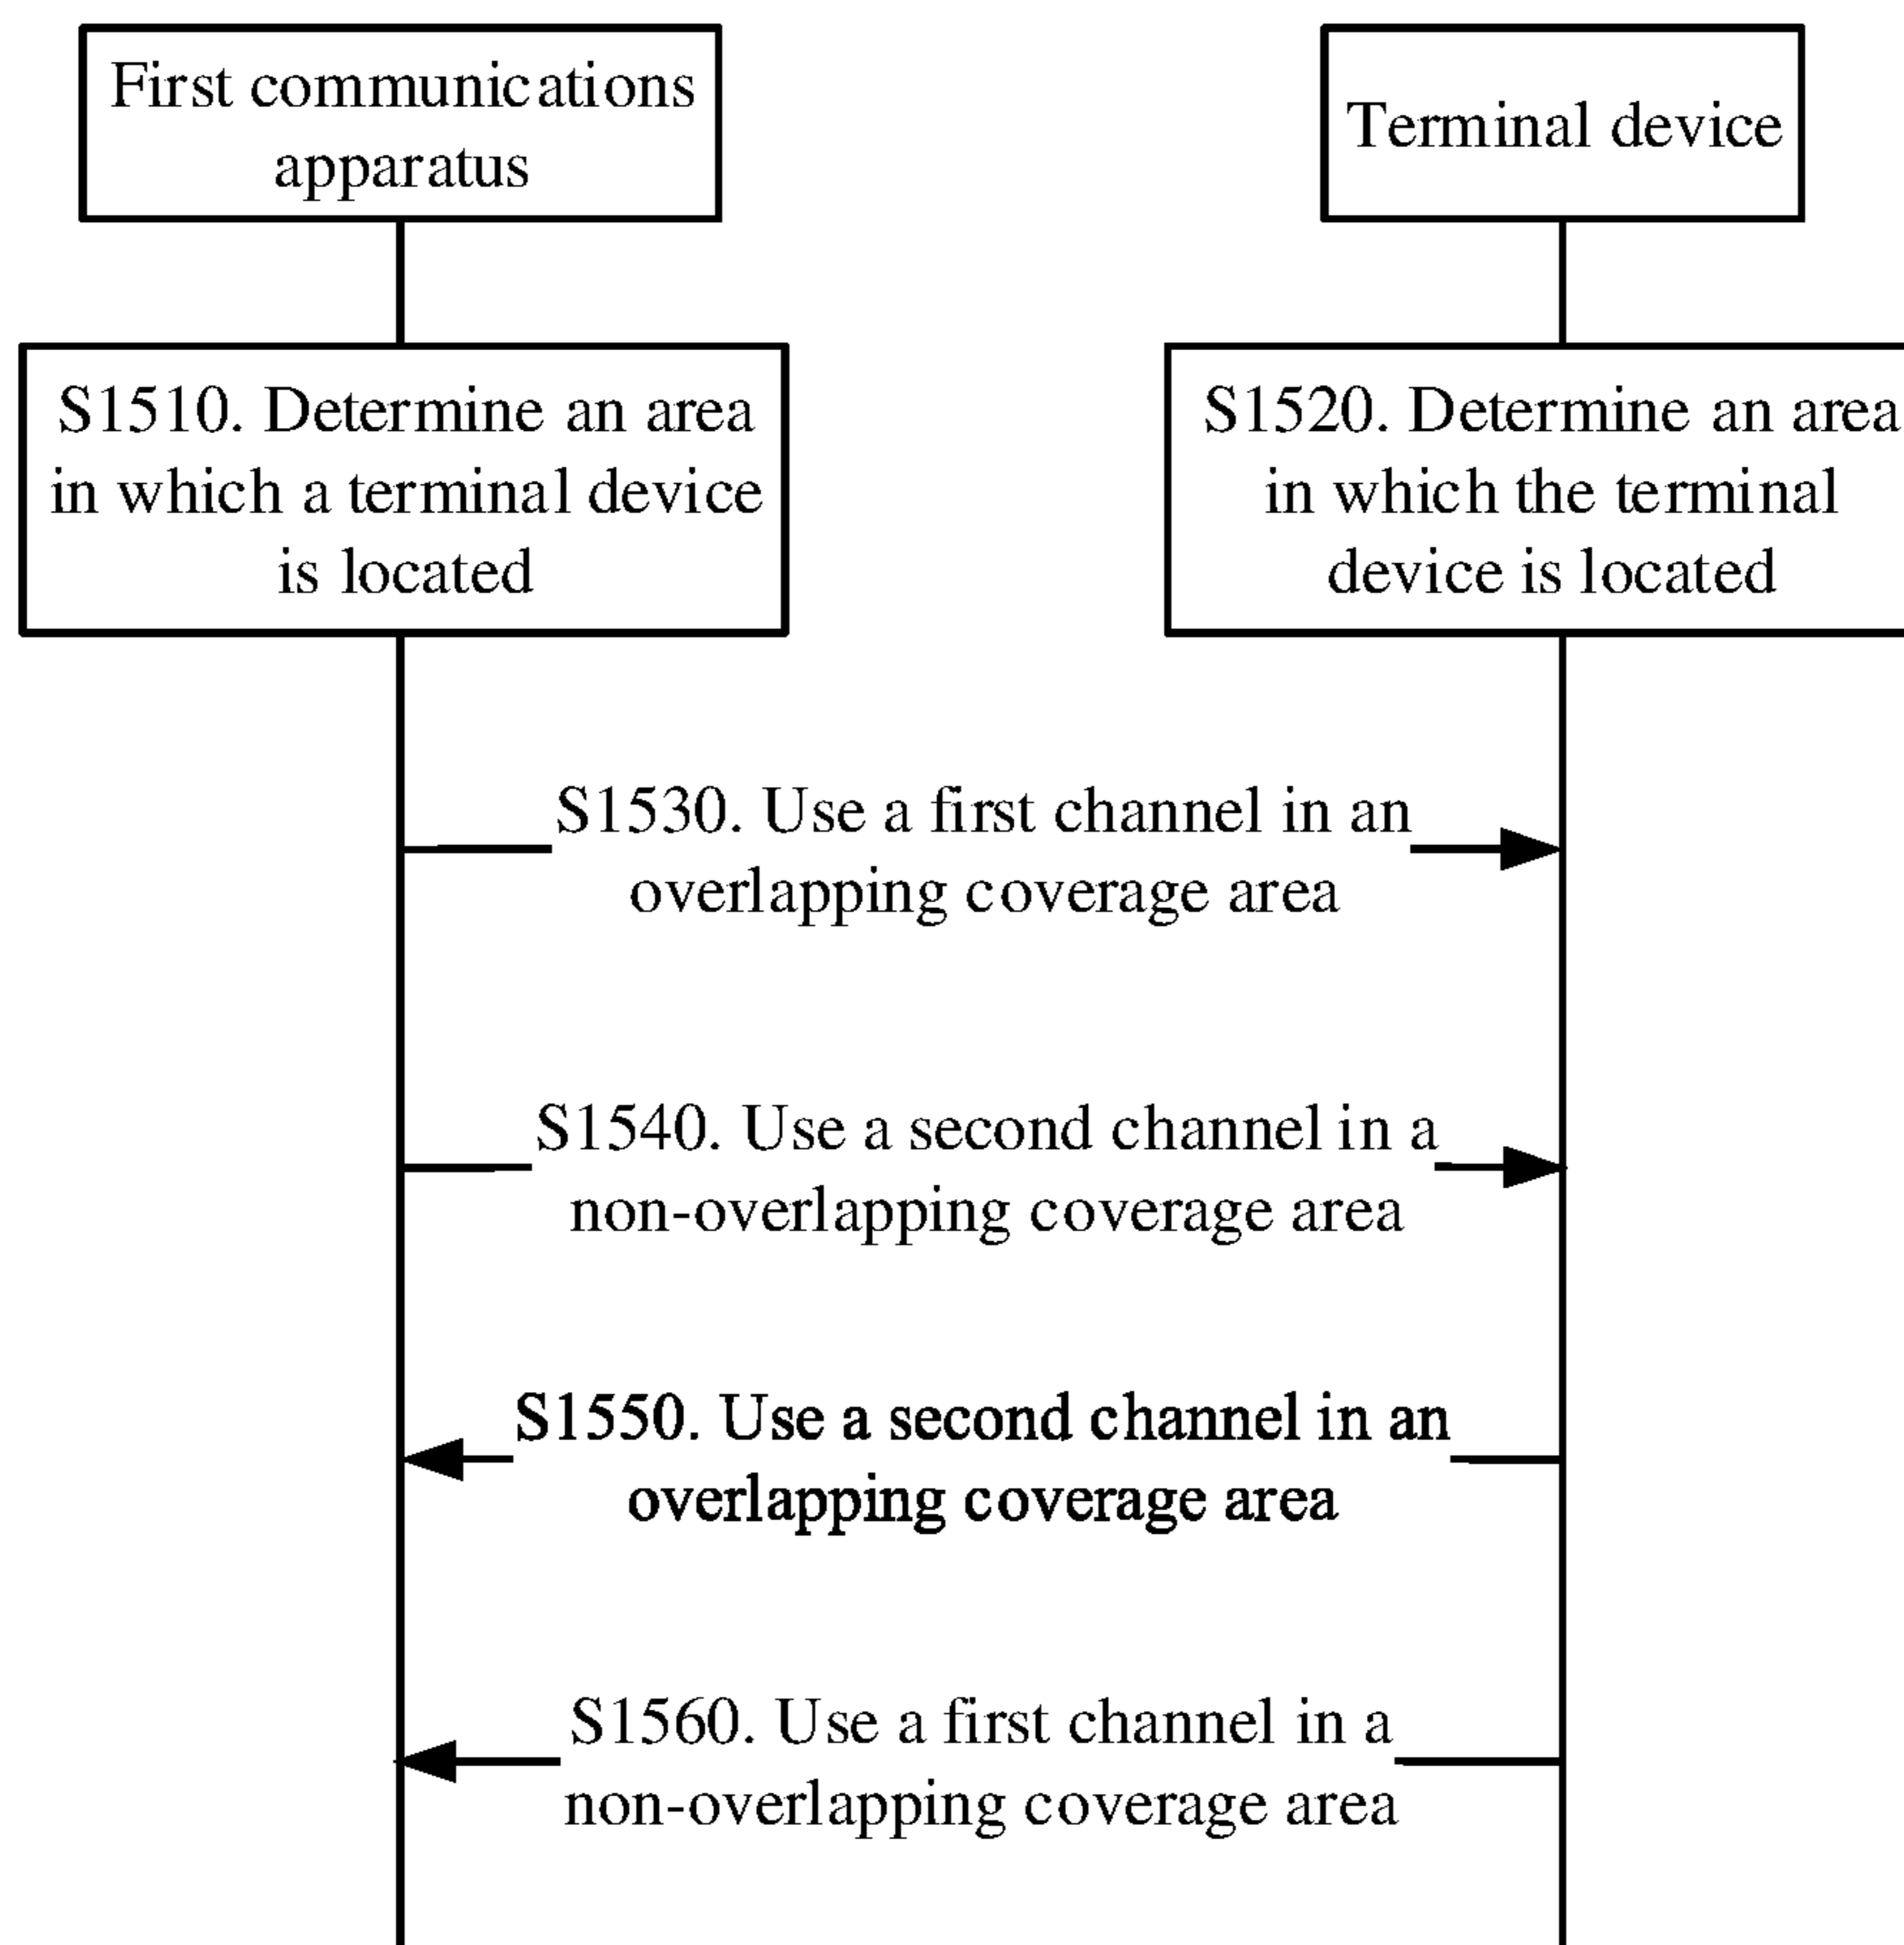 First communications
apparatus
Terminal device
S1510. Determine an area
in which a terminal device
is located
S1520. Determine an area
in which the terminal
device is located
S1530. Use a first channel in an
overlapping coverage area
S1540. Use a second channel in a
non-overlapping coverage area
S1550. Use a second channel in an
overlapping coverage area
S1560. Use a first channel in a
non-overlapping coverage area